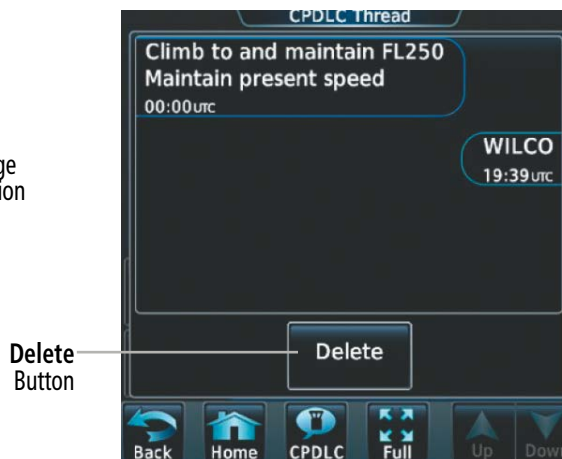 CPDLC Thread
Climb to and maintain FL250
Maintain present speed
00:00UTC
WILCO
19:39UTC
Delete
Delete
Button
Back
Home
CPDLC
Full
Up
Down